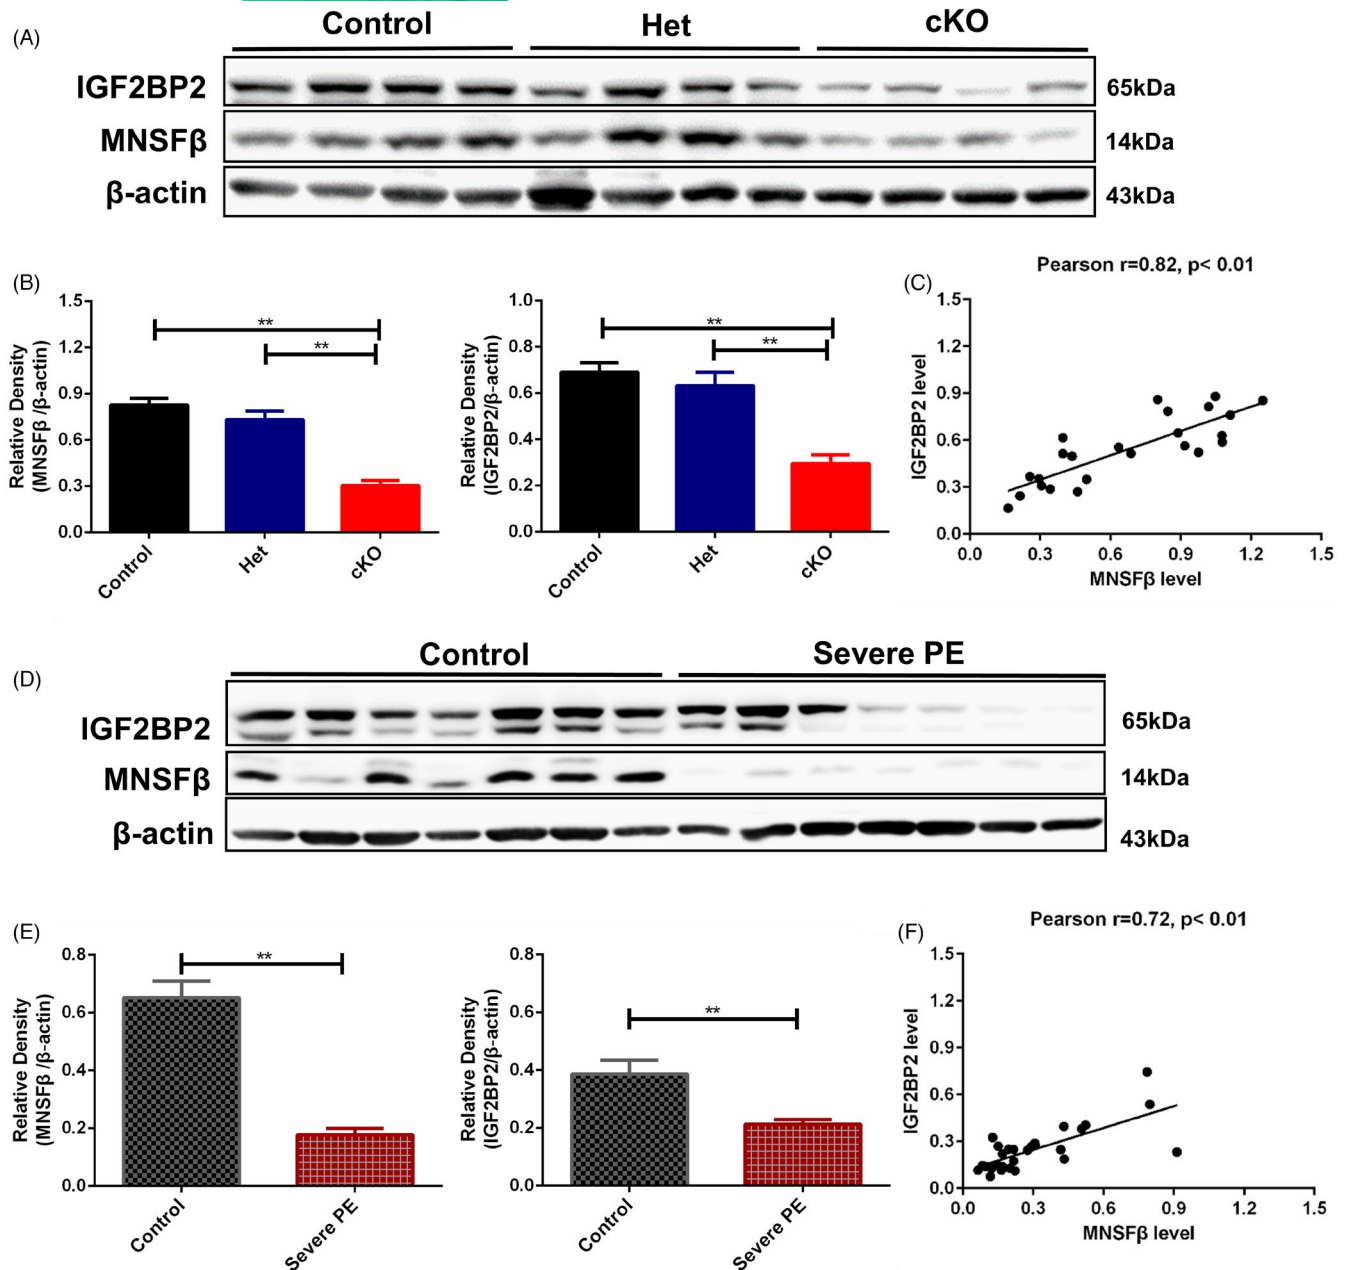 (A)
Control Het cKO
IGF2BP2 65kDa
MNSFβ 14kDa
β-actin 43kDa
(B)
Relative Density
(MNSFβ /β-actin)
1.5
1.2
0.9
0.6
0.3
0.0
**
**
Control Het cKO
Relative Density
(IGF2BP2/β-actin)
1.0
0.8
0.6
0.4
0.2
0.0
**
**
Control Het cKO
(C)
Pearson r=0.82, p< 0.01
IGF2BP2 level
1.5
1.2
0.9
0.6
0.3
0.0
0.0 0.3 0.6 0.9 1.2 1.5
MNSFβ level
(D)
Control Severe PE
IGF2BP2 65kDa
MNSFβ 14kDa
β-actin 43kDa
(E)
Relative Density
(MNSFβ /β-actin)
0.8
0.6
0.4
0.2
0.0
**
Control Severe PE
Relative Density
(IGF2BP2/β-actin)
0.8
0.6
0.4
0.2
0.0
**
Control Severe PE
(F)
Pearson r=0.72, p< 0.01
IGF2BP2 level
1.5
1.2
0.9
0.6
0.3
0.0
0.0 0.3 0.6 0.9 1.2 1.5
MNSFβ level